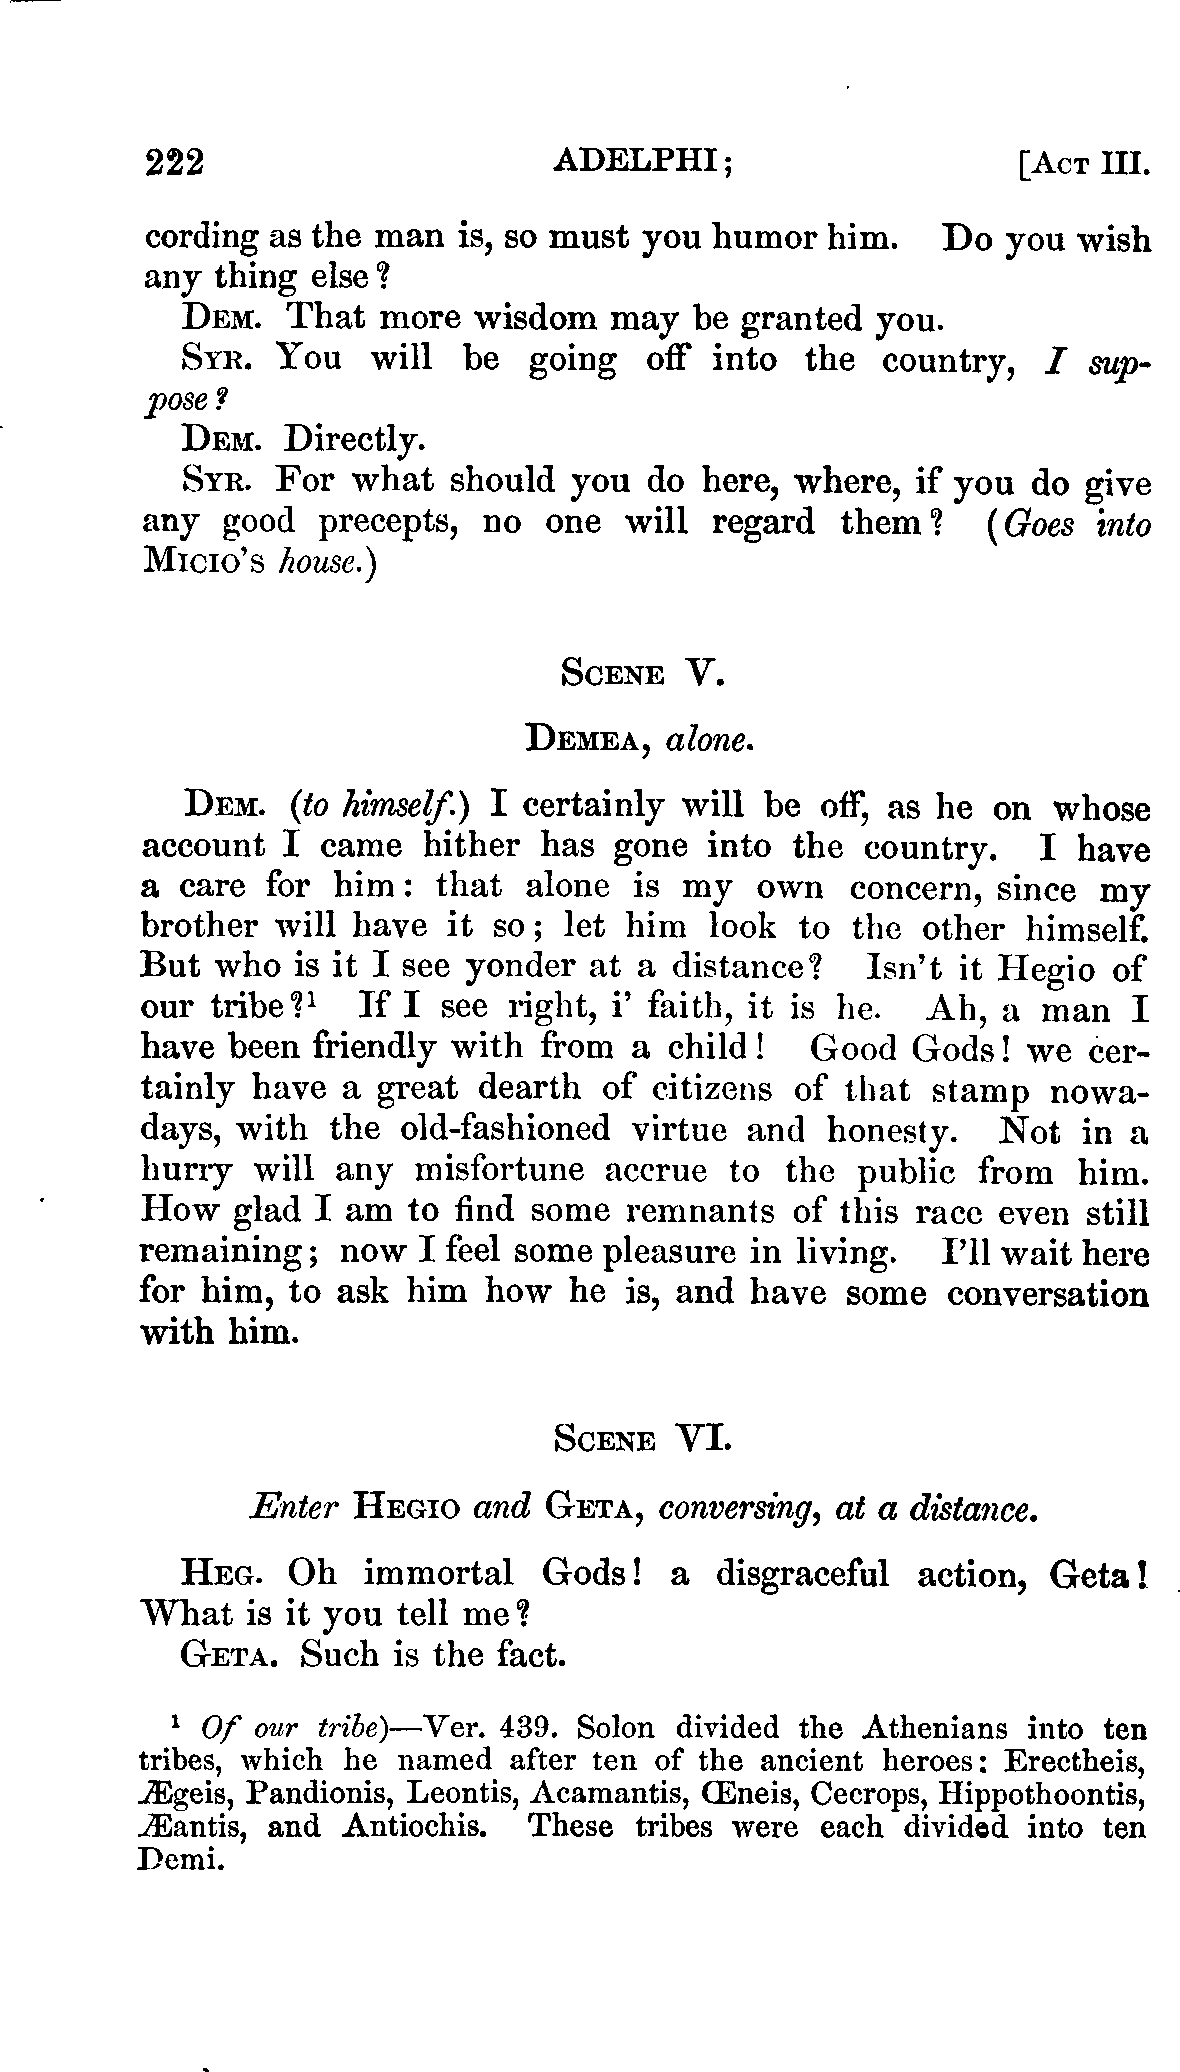 222 ADELPHI; [ACT III.
cording as the man is, so must you humor him. Do you wish
any thing else?
DEM. That more wisdom may be granted you.
SYR. You will be going off into the country, I sup-
pose?
DEM. Directly.
SYR. For what should you do here, where, if you do give
any good precepts, no one will regard them? (Goes into
MICIO's house.)
SCENE V.
DEMEA, alone.
DEM. (to himself.) I certainly will be off, as he on whose
account I came hither has gone into the country. I have
a care for him: that alone is my own concern, since my
brother will have it so; let him look to the other himself.
But who is it I see yonder at a distance? Isn't it Hegio of
our tribe?¹ If I see right, i' faith, it is he. Ah, a man I
have been friendly with from a child! Good Gods! we cer-
tainly have a great dearth of citizens of that stamp nowa-
days, with the old-fashioned virtue and honesty. Not in a
hurry will any misfortune accrue to the public from him.
How glad I am to find some remnants of this race even still
remaining; now I feel some pleasure in living. I'll wait here
for him, to ask him how he is, and have some conversation
with him.
SCENE VI.
Enter HEGIO and GETA, conversing, at a distance.
HEG. Oh immortal Gods! a disgraceful action, Geta!
What is it you tell me?
GETA. Such is the fact.
¹ Of our tribe)—Ver. 439. Solon divided the Athenians into ten
tribes, which he named after ten of the ancient heroes: Erectheis,
Ægeis, Pandionis, Leontis, Acamantis, Œneis, Cecrops, Hippothoontis,
Æantis, and Antiochis. These tribes were each divided into ten
Demi.